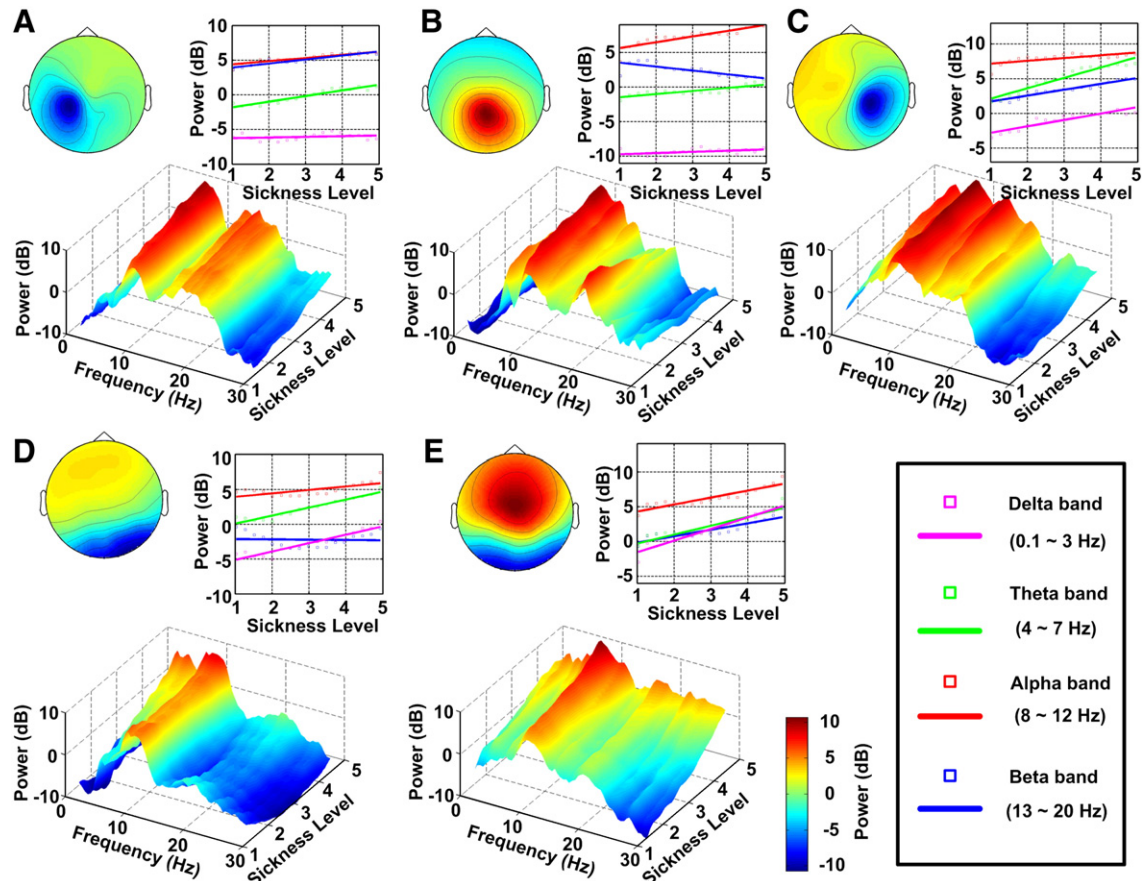 A
Power (dB)
10
5
0
-5
-10
1 2 3 4 5
Sickness Level
Power (dB)
10
0
-10
0
10
20
30
Frequency (Hz)
1
2
3
4
5
Sickness Level
B
Power (dB)
5
0
-5
-10
1 2 3 4 5
Sickness Level
Power (dB)
10
0
-10
0
10
20
30
Frequency (Hz)
1
2
3
4
5
Sickness Level
C
Power (dB)
10
5
0
-5
1 2 3 4 5
Sickness Level
Power (dB)
10
0
-10
0
10
20
30
Frequency (Hz)
1
2
3
4
5
Sickness Level
D
Power (dB)
10
5
0
-5
-10
1 2 3 4 5
Sickness Level
Power (dB)
10
0
-10
0
10
20
30
Frequency (Hz)
1
2
3
4
5
Sickness Level
E
Power (dB)
10
5
0
-5
1 2 3 4 5
Sickness Level
Power (dB)
10
0
-10
0
10
20
30
Frequency (Hz)
1
2
3
4
5
Sickness Level
10
5
0
-5
-10
Power (dB)
Delta band
(0.1 ~ 3 Hz)
Theta band
(4 ~ 7 Hz)
Alpha band
(8 ~ 12 Hz)
Beta band
(13 ~ 20 Hz)